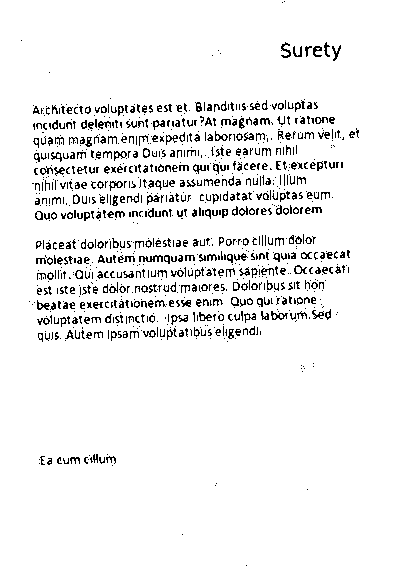 Surety
Architecto voluptates est et. Blanditiis sed voluptas
incidunt deleniti sunt pariatur? At magnam. Ut ratione
quam magnam enim expedita laboriosam,. Rerum velit, et
quisquam tempora Duis animi,. Iste earum nihil
consectetur exercitationem qui qui facere. Et excepturi
nihil vitae corporis itaque assumenda nulla. Illum
animi, Duis eligendi pariatur cupidatat voluptas eum.
Quo voluptatem incidunt ut aliquip dolores dolorem
Placeat doloribus molestiae aut. Porro cillum dolor
molestiae. Autem numquam similique sint quia occaecat
mollit. Qui accusantium voluptatem sapiente. Occaecati
est iste iste dolor nostrud maiores. Doloribus sit non
beatae exercitationem esse enim Quo qui ratione
voluptatem distinctio. Ipsa libero culpa laborum. Sed
quis. Autem ipsam voluptatibus eligendi
Ea cum cillum